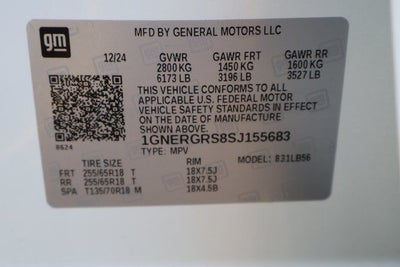 gm
MFD BY GENERAL MOTORS LLC
12/24 GVWR GAWR FRT GAWR RR
2800 KG 1450 KG 1600 KG
6173 LB 3196 LB 3527 LB
THIS VEHICLE CONFORMS TO ALL
APPLICABLE U.S. FEDERAL MOTOR
VEHICLE SAFETY STANDARDS
IN EFFECT ON THE DATE OF
MANUFACTURE SHOWN ABOVE.
1GNERGRS8SJ155683
8624 TYPE: MPV MODEL: 831LB56
TIRE SIZE RIM
FRT 255/65R18 T 18X7.5J
RR 255/65R18 T 18X7.5J
SPA T135/70R18 M 18X4.5B